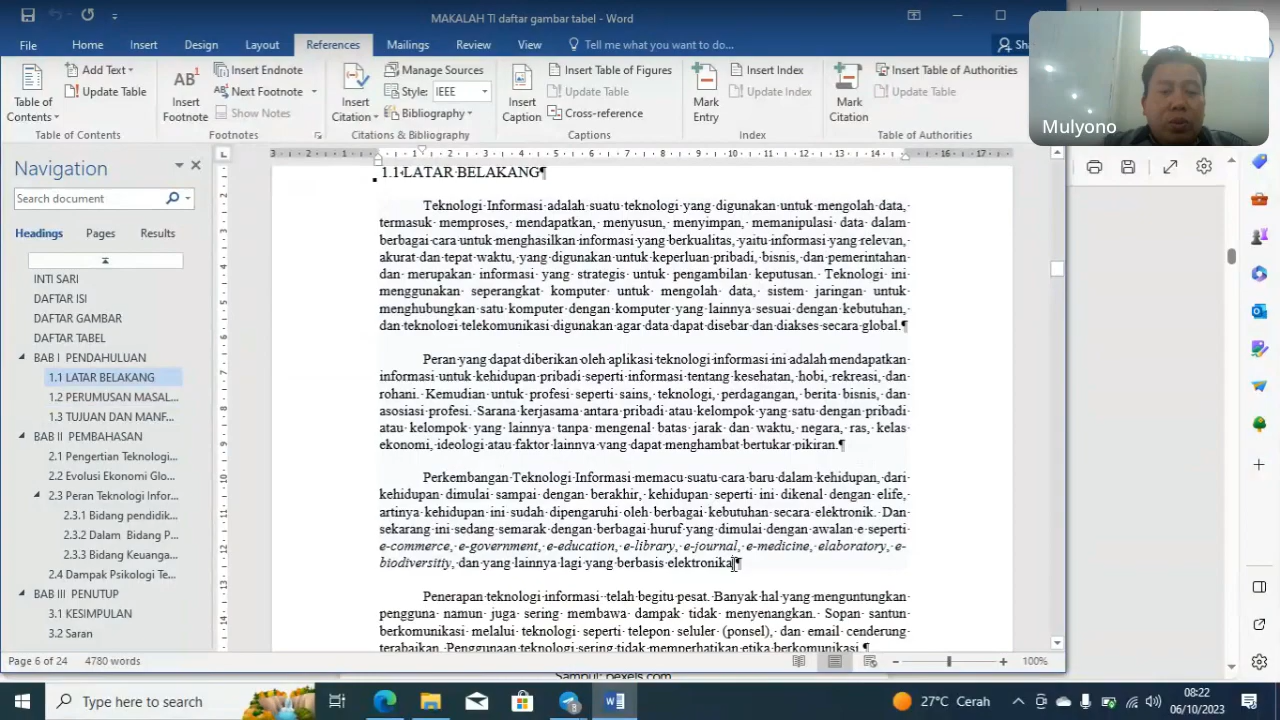 MAKALAH TI daftar gambar tabel - Word
File Home Insert Design Layout References Mailings Review View Tell me what you want to do...
Mulyono
Table of Contents
Add Text
Update Table
Table of Contents
AB1
Insert Footnote
Insert Endnote
Next Footnote
Show Notes
Footnotes
Insert Citation
Manage Sources
Style: IEEE
Bibliography
Citations & Bibliography
Insert Caption
Insert Table of Figures
Update Table
Cross-reference
Captions
Mark Entry
Insert Index
Update Index
Index
Mark Citation
Insert Table of Authorities
Update Table
Table of Authorities
Navigation
Search document
Headings Pages Results
INTI SARI
DAFTAR ISI
DAFTAR GAMBAR
DAFTAR TABEL
BAB I PENDAHULUAN
1.1 LATAR BELAKANG
1.2 PERUMUSAN MASAL...
1.3 TUJUAN DAN MANF...
BAB II PEMBAHASAN
2.1 Pengertian Teknologi...
2.2 Evolusi Ekonomi Glo...
2.3 Peran Teknologi Infor...
2.3.1 Bidang pendidik...
2.3.2 Dalam Bidang P...
2.3.3 Bidang Keuanga...
2.4 Dampak Psikologi Te...
BAB III PENUTUP
3.1 KESIMPULAN
3.2 Saran
1.1 LATAR BELAKANG¶
Teknologi Informasi adalah suatu teknologi yang digunakan untuk mengolah data,
termasuk memproses, mendapatkan, menyusun, menyimpan, memanipulasi data dalam
berbagai cara untuk menghasilkan informasi yang berkualitas, yaitu informasi yang relevan,
akurat dan tepat waktu, yang digunakan untuk keperluan pribadi, bisnis, dan pemerintahan
dan merupakan informasi yang strategis untuk pengambilan keputusan. Teknologi ini
menggunakan seperangkat komputer untuk mengolah data, sistem jaringan untuk
menghubungkan satu komputer dengan komputer yang lainnya sesuai dengan kebutuhan,
dan teknologi telekomunikasi digunakan agar data dapat disebar dan diakses secara global.¶
Peran yang dapat diberikan oleh aplikasi teknologi informasi ini adalah mendapatkan
informasi untuk kehidupan pribadi seperti informasi tentang kesehatan, hobi, rekreasi, dan
rohani. Kemudian untuk profesi seperti sains, teknologi, perdagangan, berita bisnis, dan
asosiasi profesi. Sarana kerjasama antara pribadi atau kelompok yang satu dengan pribadi
atau kelompok yang lainnya tanpa mengenal batas jarak dan waktu, negara, ras, kelas
ekonomi, ideologi atau faktor lainnya yang dapat menghambat bertukar pikiran.¶
Perkembangan Teknologi Informasi memacu suatu cara baru dalam kehidupan, dari
kehidupan dimulai sampai dengan berakhir, kehidupan seperti ini dikenal dengan elife,
artinya kehidupan ini sudah dipengaruhi oleh berbagai kebutuhan secara elektronik. Dan
sekarang ini sedang semarak dengan berbagai huruf yang dimulai dengan awalan e seperti
e-commerce, e-government, e-education, e-library, e-journal, e-medicine, elaboratory, e-
biodiversitiy, dan yang lainnya lagi yang berbasis elektronika¶
Penerapan teknologi informasi telah begitu pesat. Banyak hal yang menguntungkan
pengguna namun juga sering membawa dampak tidak menyenangkan. Sopan santun
berkomunikasi melalui teknologi seperti telepon seluler (ponsel), dan email cenderung
terabaikan. Penggunaan teknologi sering tidak memperhatikan etika berkomunikasi.¶
Page 6 of 24 4780 words
100%
Sampul: pexels.com
Type here to search
27°C Cerah
08:22
06/10/2023